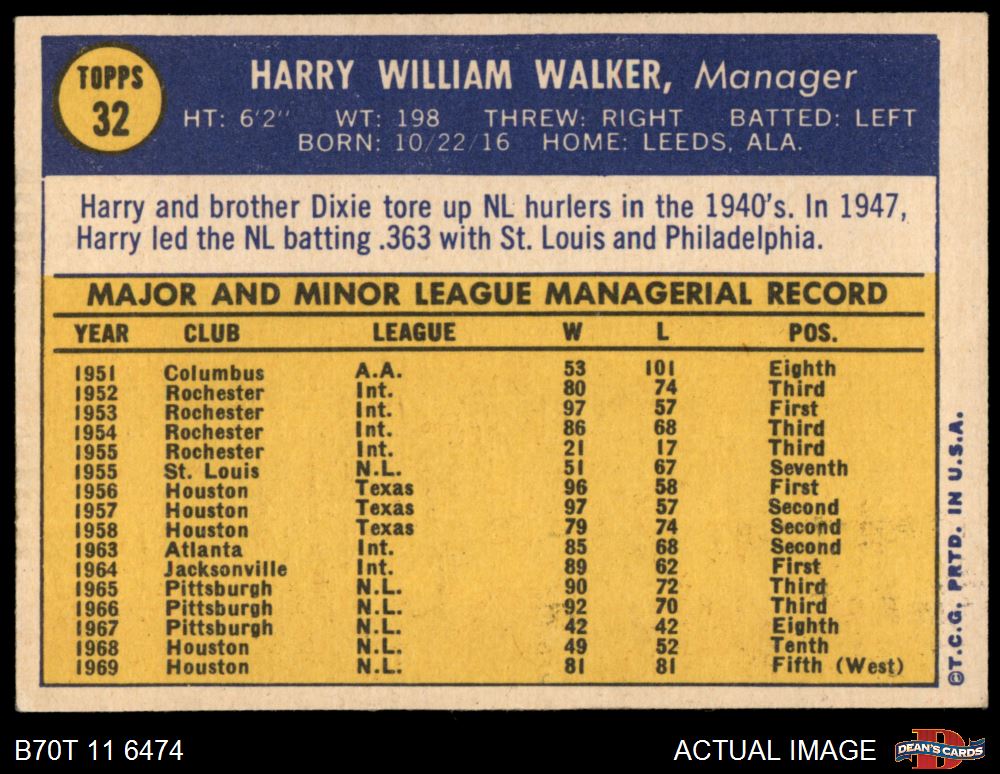 TOPPS
32
HARRY WILLIAM WALKER, Manager
HT: 6'2" WT: 198 THREW: RIGHT BATTED: LEFT
BORN: 10/22/16 HOME: LEEDS, ALA.
Harry and brother Dixie tore up NL hurlers in the 1940's. In 1947,
Harry led the NL batting .363 with St. Louis and Philadelphia.
MAJOR AND MINOR LEAGUE MANAGERIAL RECORD
YEAR CLUB LEAGUE W L POS.
1951 Columbus A.A. 53 101 Eighth
1952 Rochester Int. 80 74 Third
1953 Rochester Int. 97 57 First
1954 Rochester Int. 86 68 Third
1955 Rochester Int. 21 17 Third
1955 St. Louis N.L. 51 67 Seventh
1956 Houston Texas 96 58 First
1957 Houston Texas 97 57 Second
1958 Houston Texas 79 74 Second
1963 Atlanta Int. 85 68 Second
1964 Jacksonville Int. 89 62 First
1965 Pittsburgh N.L. 90 72 Third
1966 Pittsburgh N.L. 92 70 Third
1967 Pittsburgh N.L. 42 42 Eighth
1968 Houston N.L. 49 52 Tenth
1969 Houston N.L. 81 81 Fifth (West)
©T.C.G. PRTD. IN U.S.A.
B70T 11 6474
ACTUAL IMAGE
DEAN'S CARDS